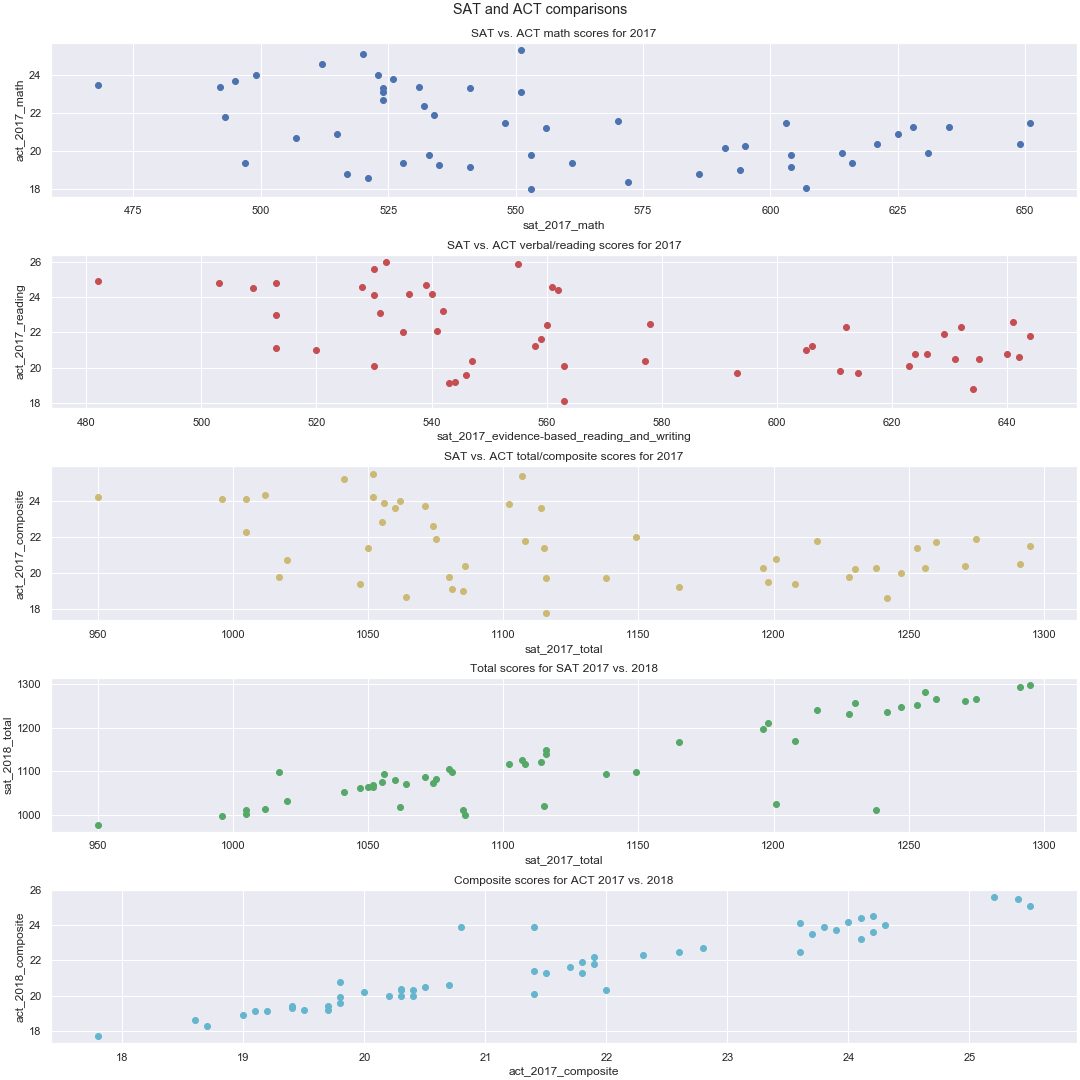 SAT and ACT comparisons
SAT vs. ACT math scores for 2017
act_2017_math
24
22
20
18
475 500 525 550 575 600 625 650
sat_2017_math
SAT vs. ACT verbal/reading scores for 2017
act_2017_reading
26
24
22
20
18
480 500 520 540 560 580 600 620 640
sat_2017_evidence-based_reading_and_writing
SAT vs. ACT total/composite scores for 2017
act_2017_composite
24
22
20
18
950 1000 1050 1100 1150 1200 1250 1300
sat_2017_total
Total scores for SAT 2017 vs. 2018
sat_2018_total
1300
1200
1100
1000
950 1000 1050 1100 1150 1200 1250 1300
sat_2017_total
Composite scores for ACT 2017 vs. 2018
act_2018_composite
26
24
22
20
18
18 19 20 21 22 23 24 25
act_2017_composite